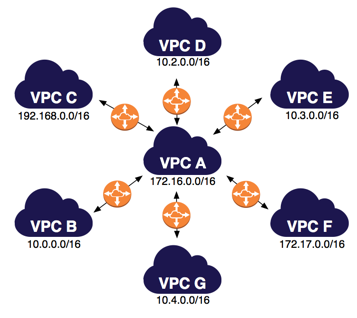 VPC D
10.2.0.0/16
VPC C
192.168.0.0/16
VPC E
10.3.0.0/16
VPC A
172.16.0.0/16
VPC B
10.0.0.0/16
VPC F
172.17.0.0/16
VPC G
10.4.0.0/16